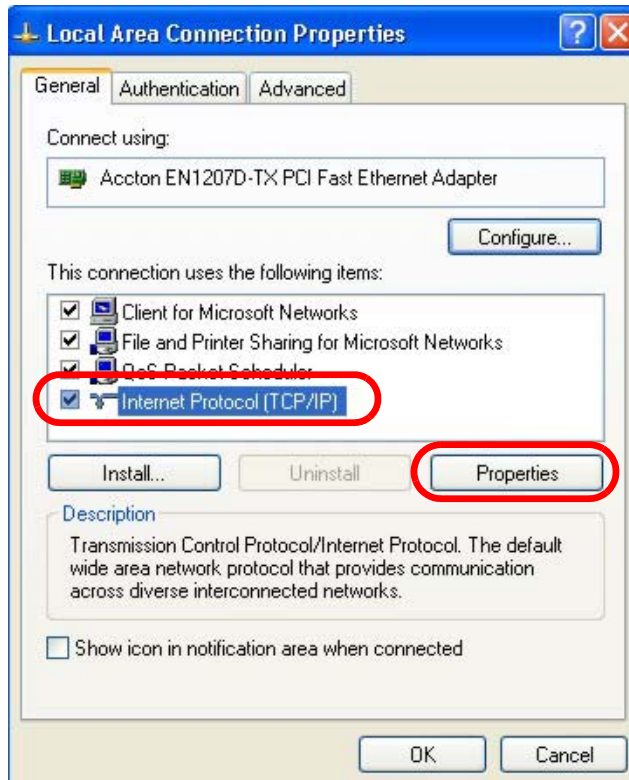 Local Area Connection Properties
General Authentication Advanced
Connect using:
Accton EN1207D-TX PCI Fast Ethernet Adapter
Configure...
This connection uses the following items:
Client for Microsoft Networks
File and Printer Sharing for Microsoft Networks
QoS Packet Scheduler
Internet Protocol (TCP/IP)
Install... Uninstall Properties
Description
Transmission Control Protocol/Internet Protocol. The default
wide area network protocol that provides communication
across diverse interconnected networks.
Show icon in notification area when connected
OK Cancel